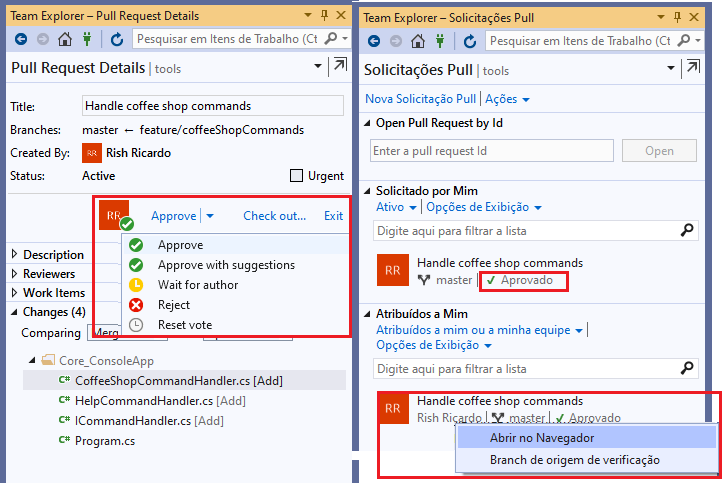 Team Explorer – Pull Request Details
Pesquisar em Itens de Trabalho (Ct
Pull Request Details | tools
Title: Handle coffee shop commands
Branches: master ← feature/coffeeShopCommands
Created By: RR Rish Ricardo
Status: Active Urgent
RR Approve Check out... Exit
Approve
Approve with suggestions
Wait for author
Reject
Reset vote
Description
Reviewers
Work Items
Changes (4)
Comparing Merg
Core_ConsoleApp
C# CoffeeShopCommandHandler.cs [Add]
C# HelpCommandHandler.cs [Add]
C# ICommandHandler.cs [Add]
C# Program.cs
Team Explorer – Solicitações Pull
Pesquisar em Itens de Trabalho (Ct
Solicitações Pull | tools
Nova Solicitação Pull | Ações
Open Pull Request by Id
Enter a pull request Id Open
Solicitado por Mim
Ativo | Opções de Exibição
Digite aqui para filtrar a lista
RR Handle coffee shop commands
master Aprovado
Atribuídos a Mim
Atribuídos a mim ou a minha equipe
Opções de Exibição
Digite aqui para filtrar a lista
RR Handle coffee shop commands
Rish Ricardo | master | Aprovado
Abrir no Navegador
Branch de origem de verificação